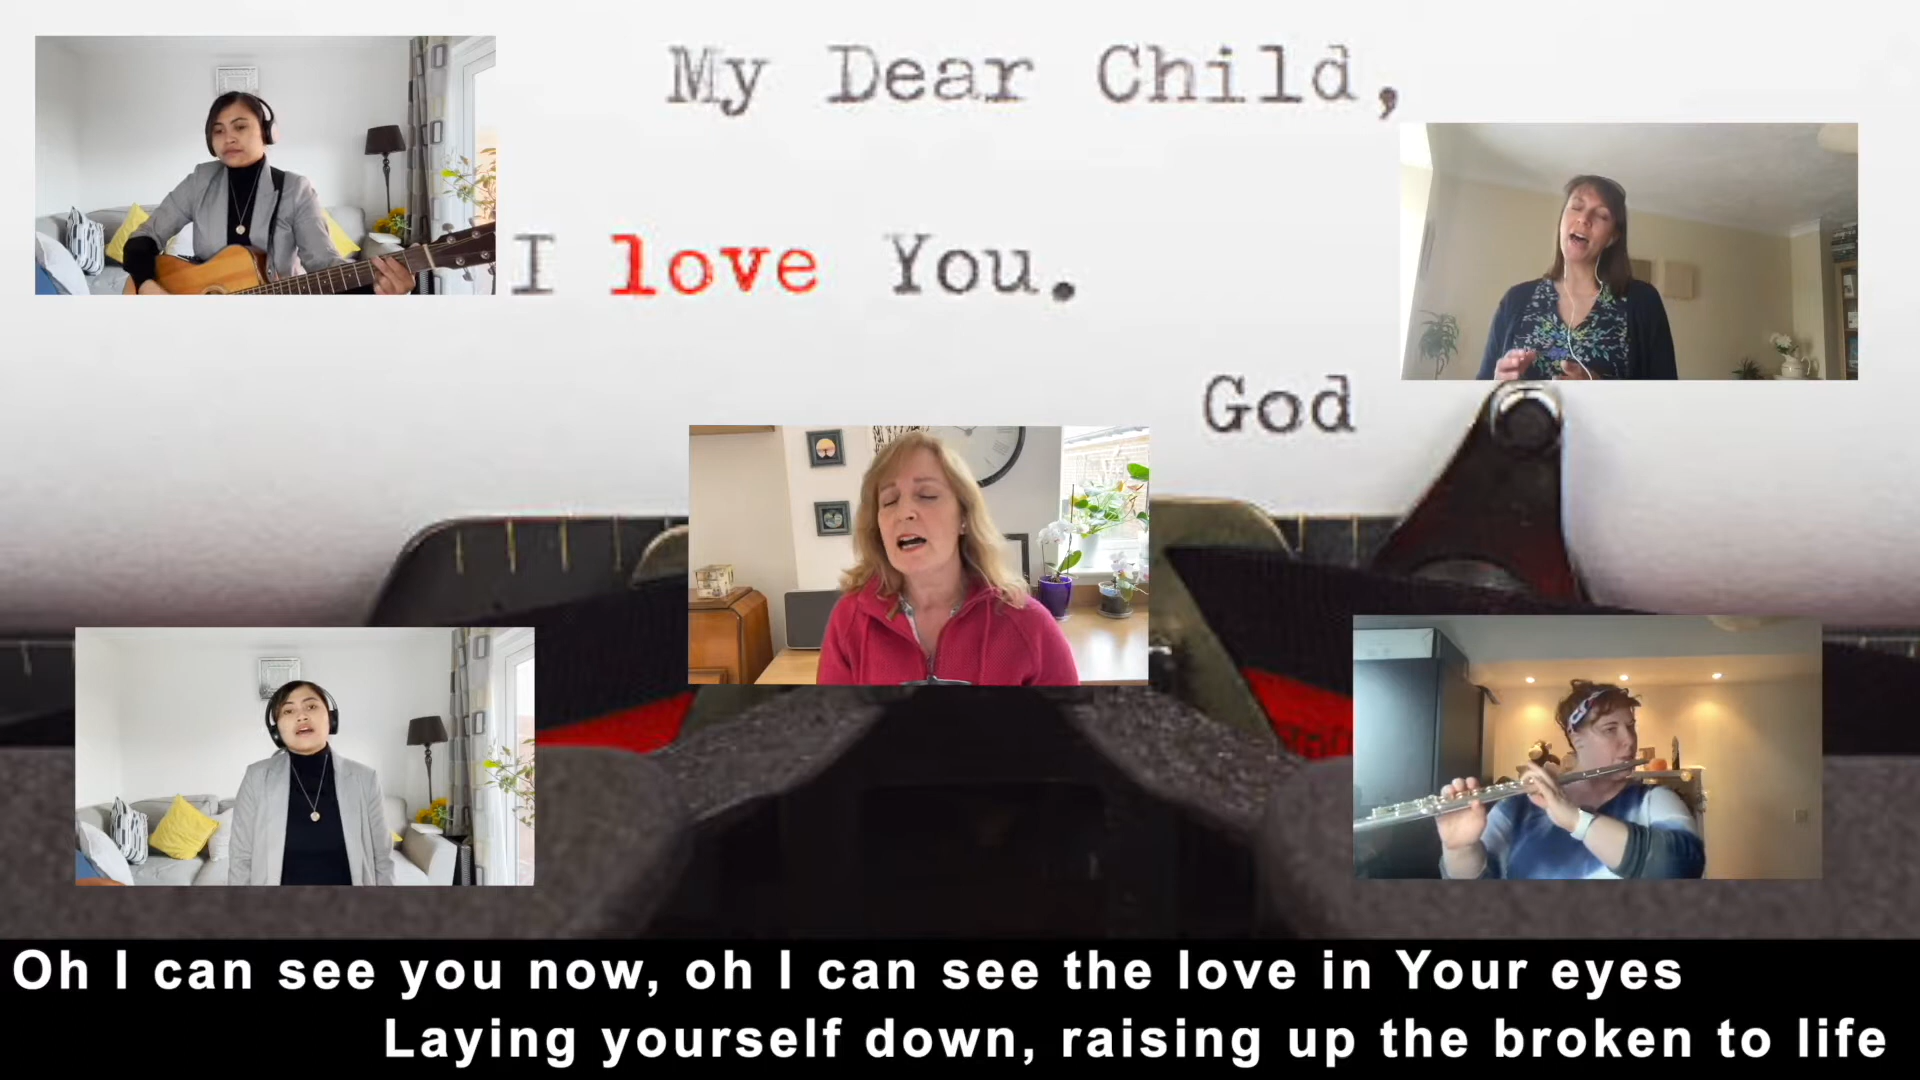 My Dear Child,
I love You.
God
Oh I can see you now, oh I can see the love in Your eyes
Laying yourself down, raising up the broken to life